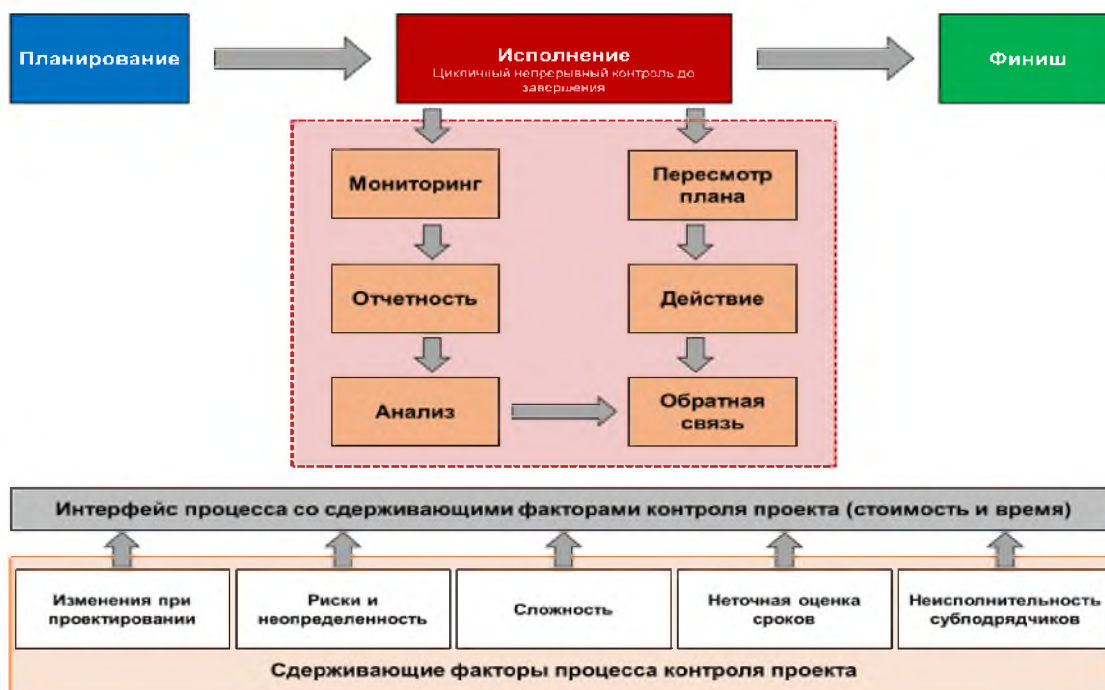 Планирование
Исполнение
Цикличный непрерывный контроль до
завершения
Финиш
Мониторинг
Пересмотр
плана
Отчетность
Действие
Анализ
Обратная
связь
Интерфейс процесса со сдерживающими факторами контроля проекта (стоимость и время)
Изменения при
проектировании
Риски и
неопределенность
Сложность
Неточная оценка
сроков
Неисполнительность
субподрядчиков
Сдерживающие факторы процесса контроля проекта